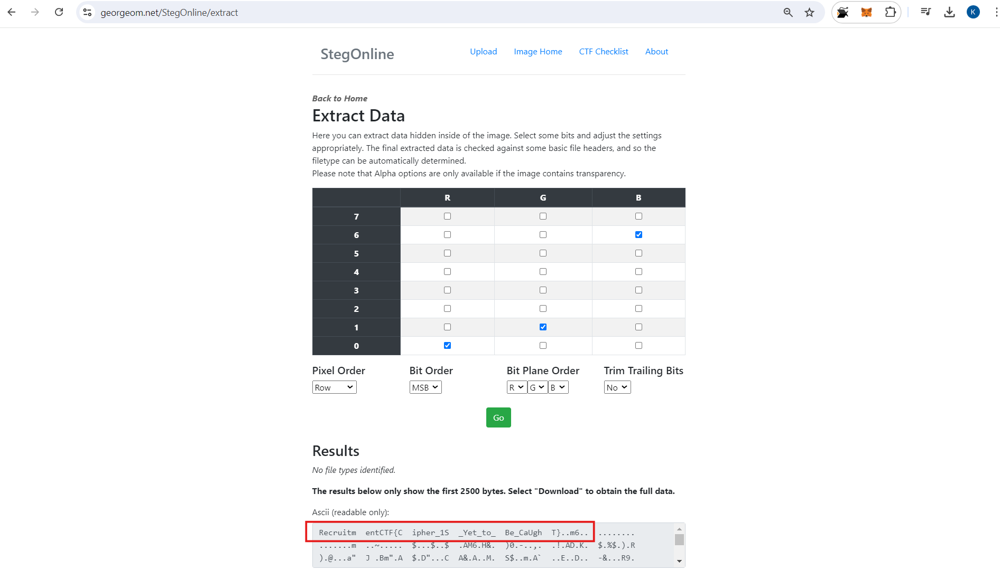 georgeom.net/StegOnline/extract
K
StegOnline
Upload
Image Home
CTF Checklist
About
Back to Home
Extract Data
Here you can extract data hidden inside of the image. Select some bits and adjust the settings
appropriately. The final extracted data is checked against some basic file headers, and so the
filetype can be automatically determined.
Please note that Alpha options are only available if the image contains transparency.
R G B
7
6
5
4
3
2
1
0
Pixel Order
Bit Order
Bit Plane Order
Trim Trailing Bits
Row
MSB
R G B
No
Go
Results
No file types identified.
The results below only show the first 2500 bytes. Select "Download" to obtain the full data.
Ascii (readable only):
Recruitm entCTF{C ipher_1S _Yet_to_ Be_CaUgh T}..m6.. ........
.......m ..~..... $...$..$ .AM6.H&. )0.-..,. .!.AD.K. $.%$.).R
).@...a" J .Bm".A $.D"...C A&.A..M. S$..m.A` ..E..D.. -&...R9.